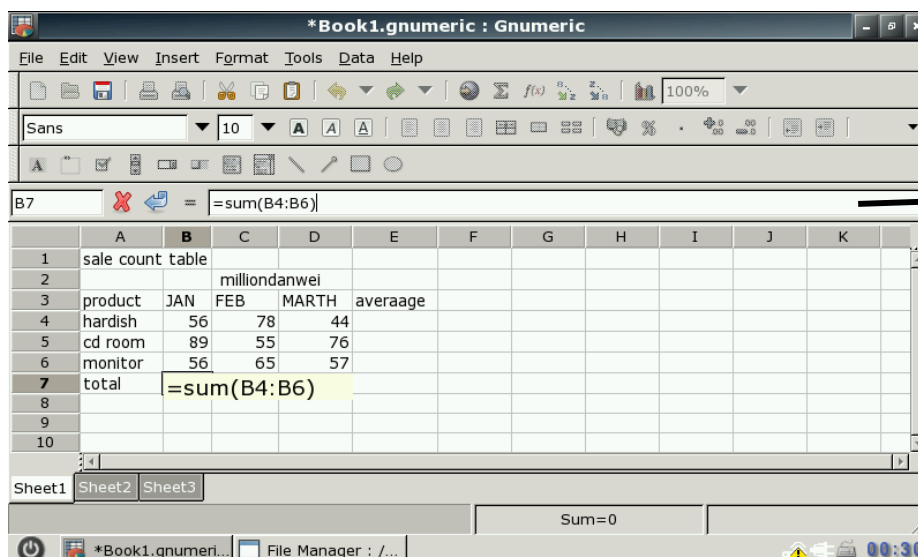 *Book1.gnumeric : Gnumeric
File Edit View Insert Format Tools Data Help
f(x) 100%
Sans 10 A A A %
A
B7 = =sum(B4:B6)
A B C D E F G H I J K
1 sale count table
2 milliondanwei
3 product JAN FEB MARTH averaage
4 hardish 56 78 44
5 cd room 89 55 76
6 monitor 56 65 57
7 total =sum(B4:B6)
8
9
10
Sheet1 Sheet2 Sheet3
Sum=0
*Book1.gnumeri... File Manager : /...